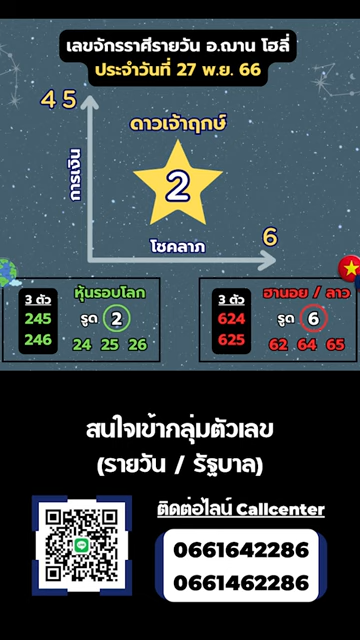 เลขจักรราศีรายวัน อ.ฌาน โฮลี่
ประจำวันที่ 27 พ.ย. 66
4 5
ดาวเจ้าฤกษ์
2
การเงิน
โชคลาภ
6
3 ตัว
245
246
หุ้นรอบโลก
รูด 2
24 25 26
3 ตัว
624
625
ฮานอย / ลาว
รูด 6
62 64 65
สนใจเข้ากลุ่มตัวเลข
(รายวัน / รัฐบาล)
ติดต่อไลน์ Callcenter
0661642286
0661462286